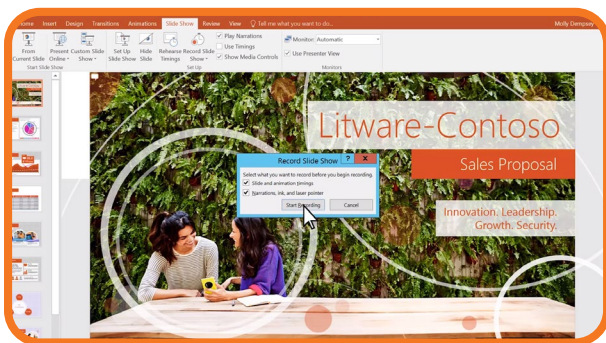 Home Insert Design Transitions Animations Slide Show Review View Tell me what you want to do... Molly Dempsey
From Current Slide
Present Online
Custom Slide Show
Set Up Slide Show
Hide Slide
Rehearse Timings
Record Slide Show
Play Narrations
Use Timings
Show Media Controls
Monitor: Automatic
Use Presenter View
Start Slide Show Set Up Monitors
Litware-Contoso
Sales Proposal
Innovation. Leadership.
Growth. Security.
Record Slide Show ? X
Select what you want to record before you begin recording.
Slide and animation timings
Narrations, ink, and laser pointer
Start Recording Cancel